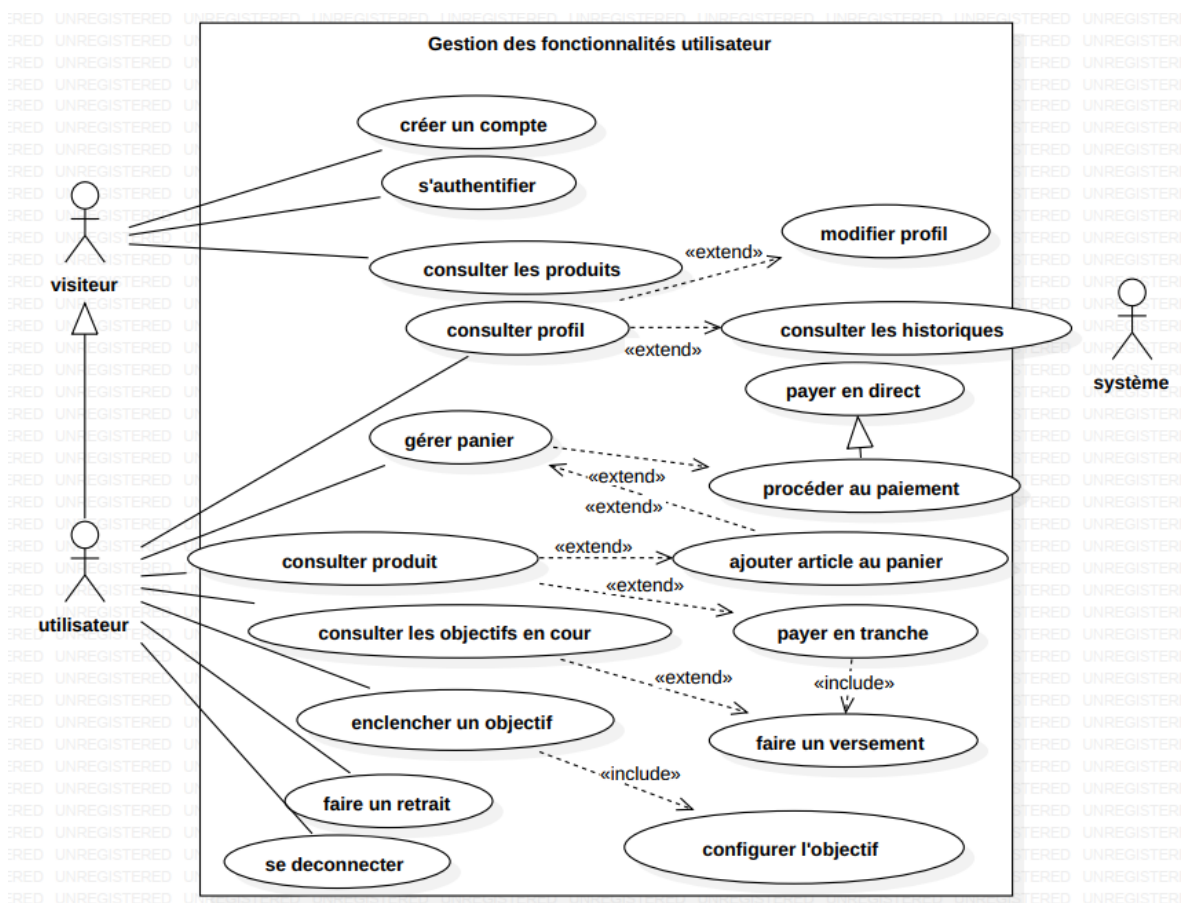 Gestion des fonctionnalités utilisateur
créer un compte
s'authentifier
modifier profil
«extend»
consulter les produits
visiteur
consulter profil
«extend»
consulter les historiques
système
payer en direct
gérer panier
«extend»
procéder au paiement
«extend»
consulter produit
«extend»
ajouter article au panier
«extend»
utilisateur
consulter les objectifs en cour
payer en tranche
«extend»
«include»
enclencher un objectif
faire un versement
«include»
faire un retrait
configurer l'objectif
se deconnecter
UNREGISTERED